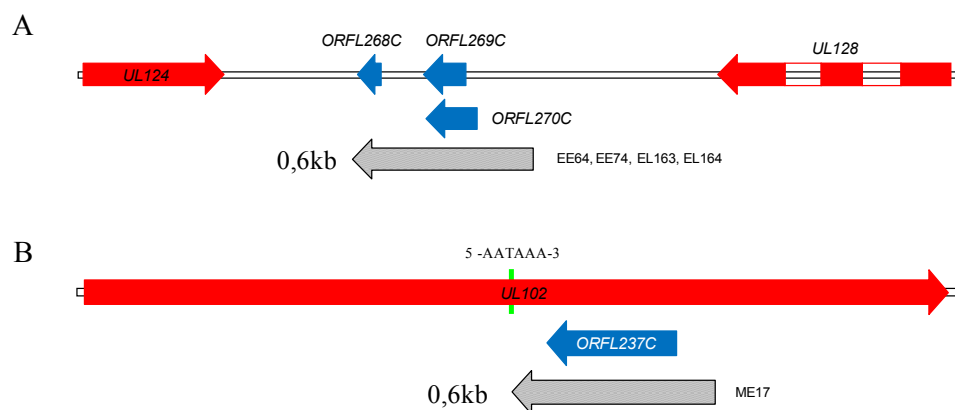 A
ORFL268C ORFL269C UL128
UL124
ORFL270C
0,6kb EE64, EE74, EL163, EL164
B
5 -AATAAA-3
UL102
ORFL237C
0,6kb ME17